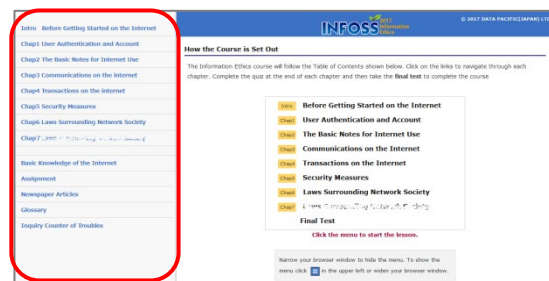 Intro Before Getting Started on the Internet
Chap1 User Authentication and Account
Chap2 The Basic Notes for Internet Use
Chap3 Communications on the internet
Chap4 Transactions on the internet
Chap5 Security Measures
Chap6 Laws Surrounding Network Society
Chap7
Basic Knowledge of the Internet
Assignment
Newspaper Articles
Glossary
Inquiry Counter of Troubles
INFOSS 2017 Information Ethics
© 2017 DATA PACIFIC(JAPAN) LT
How the Course is Set Out
The Information Ethics course will follow the Table of Contents shown below. Click on the links to navigate through each
chapter. Complete the quiz at the end of each chapter and then take the final test to complete the course
Intro Before Getting Started on the Internet
Chap1 User Authentication and Account
Chap2 The Basic Notes for Internet Use
Chap3 Communications on the Internet
Chap4 Transactions on the Internet
Chap5 Security Measures
Chap6 Laws Surrounding Network Society
Chap7
Final Test
Click the menu to start the lesson.
Narrow your browser window to hide the menu. To show the
menu click in the upper left or widen your browser window.